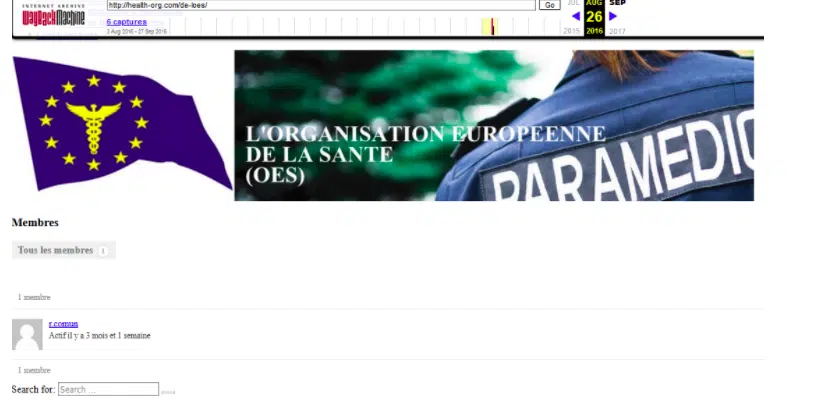 INTERNET ARCHIVE
WayBackMachine
http://health-org.com/de-loes/
Go
JUL
AUG
SEP
6 captures
26
3 Aug 2016 - 27 Sep 2016
2015
2016
2017
L'ORGANISATION EUROPEENNE
DE LA SANTE
(OES)
PARAMEDIC
Membres
Tous les membres 1
1 membre
r.comun
Actif il y a 3 mois et 1 semaine
1 membre
Search for: Search ...